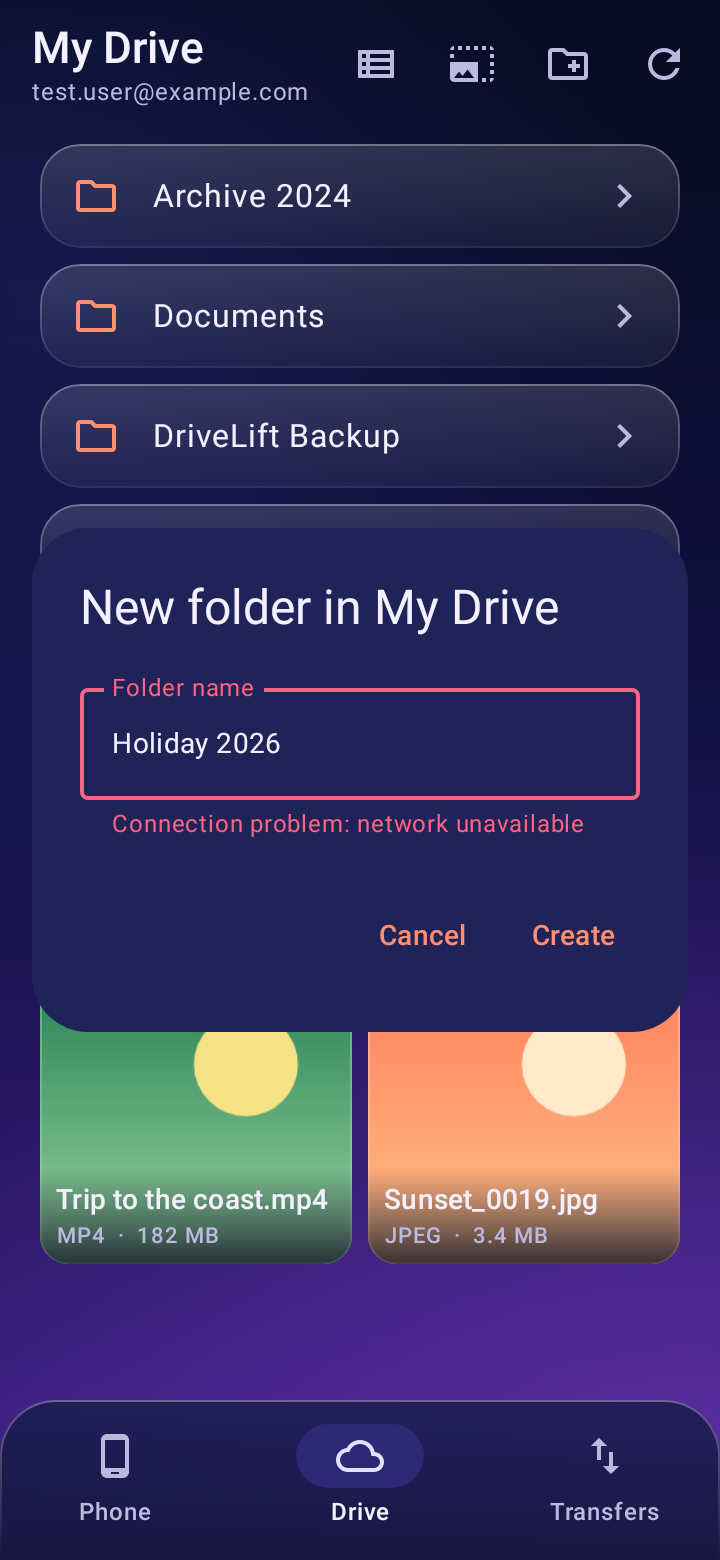 My Drive
test.user@example.com
Archive 2024
Documents
DriveLift Backup
New folder in My Drive
Folder name
Holiday 2026
Connection problem: network unavailable
Cancel
Create
Trip to the coast.mp4
MP4 · 182 MB
Sunset_0019.jpg
JPEG · 3.4 MB
Phone
Drive
Transfers